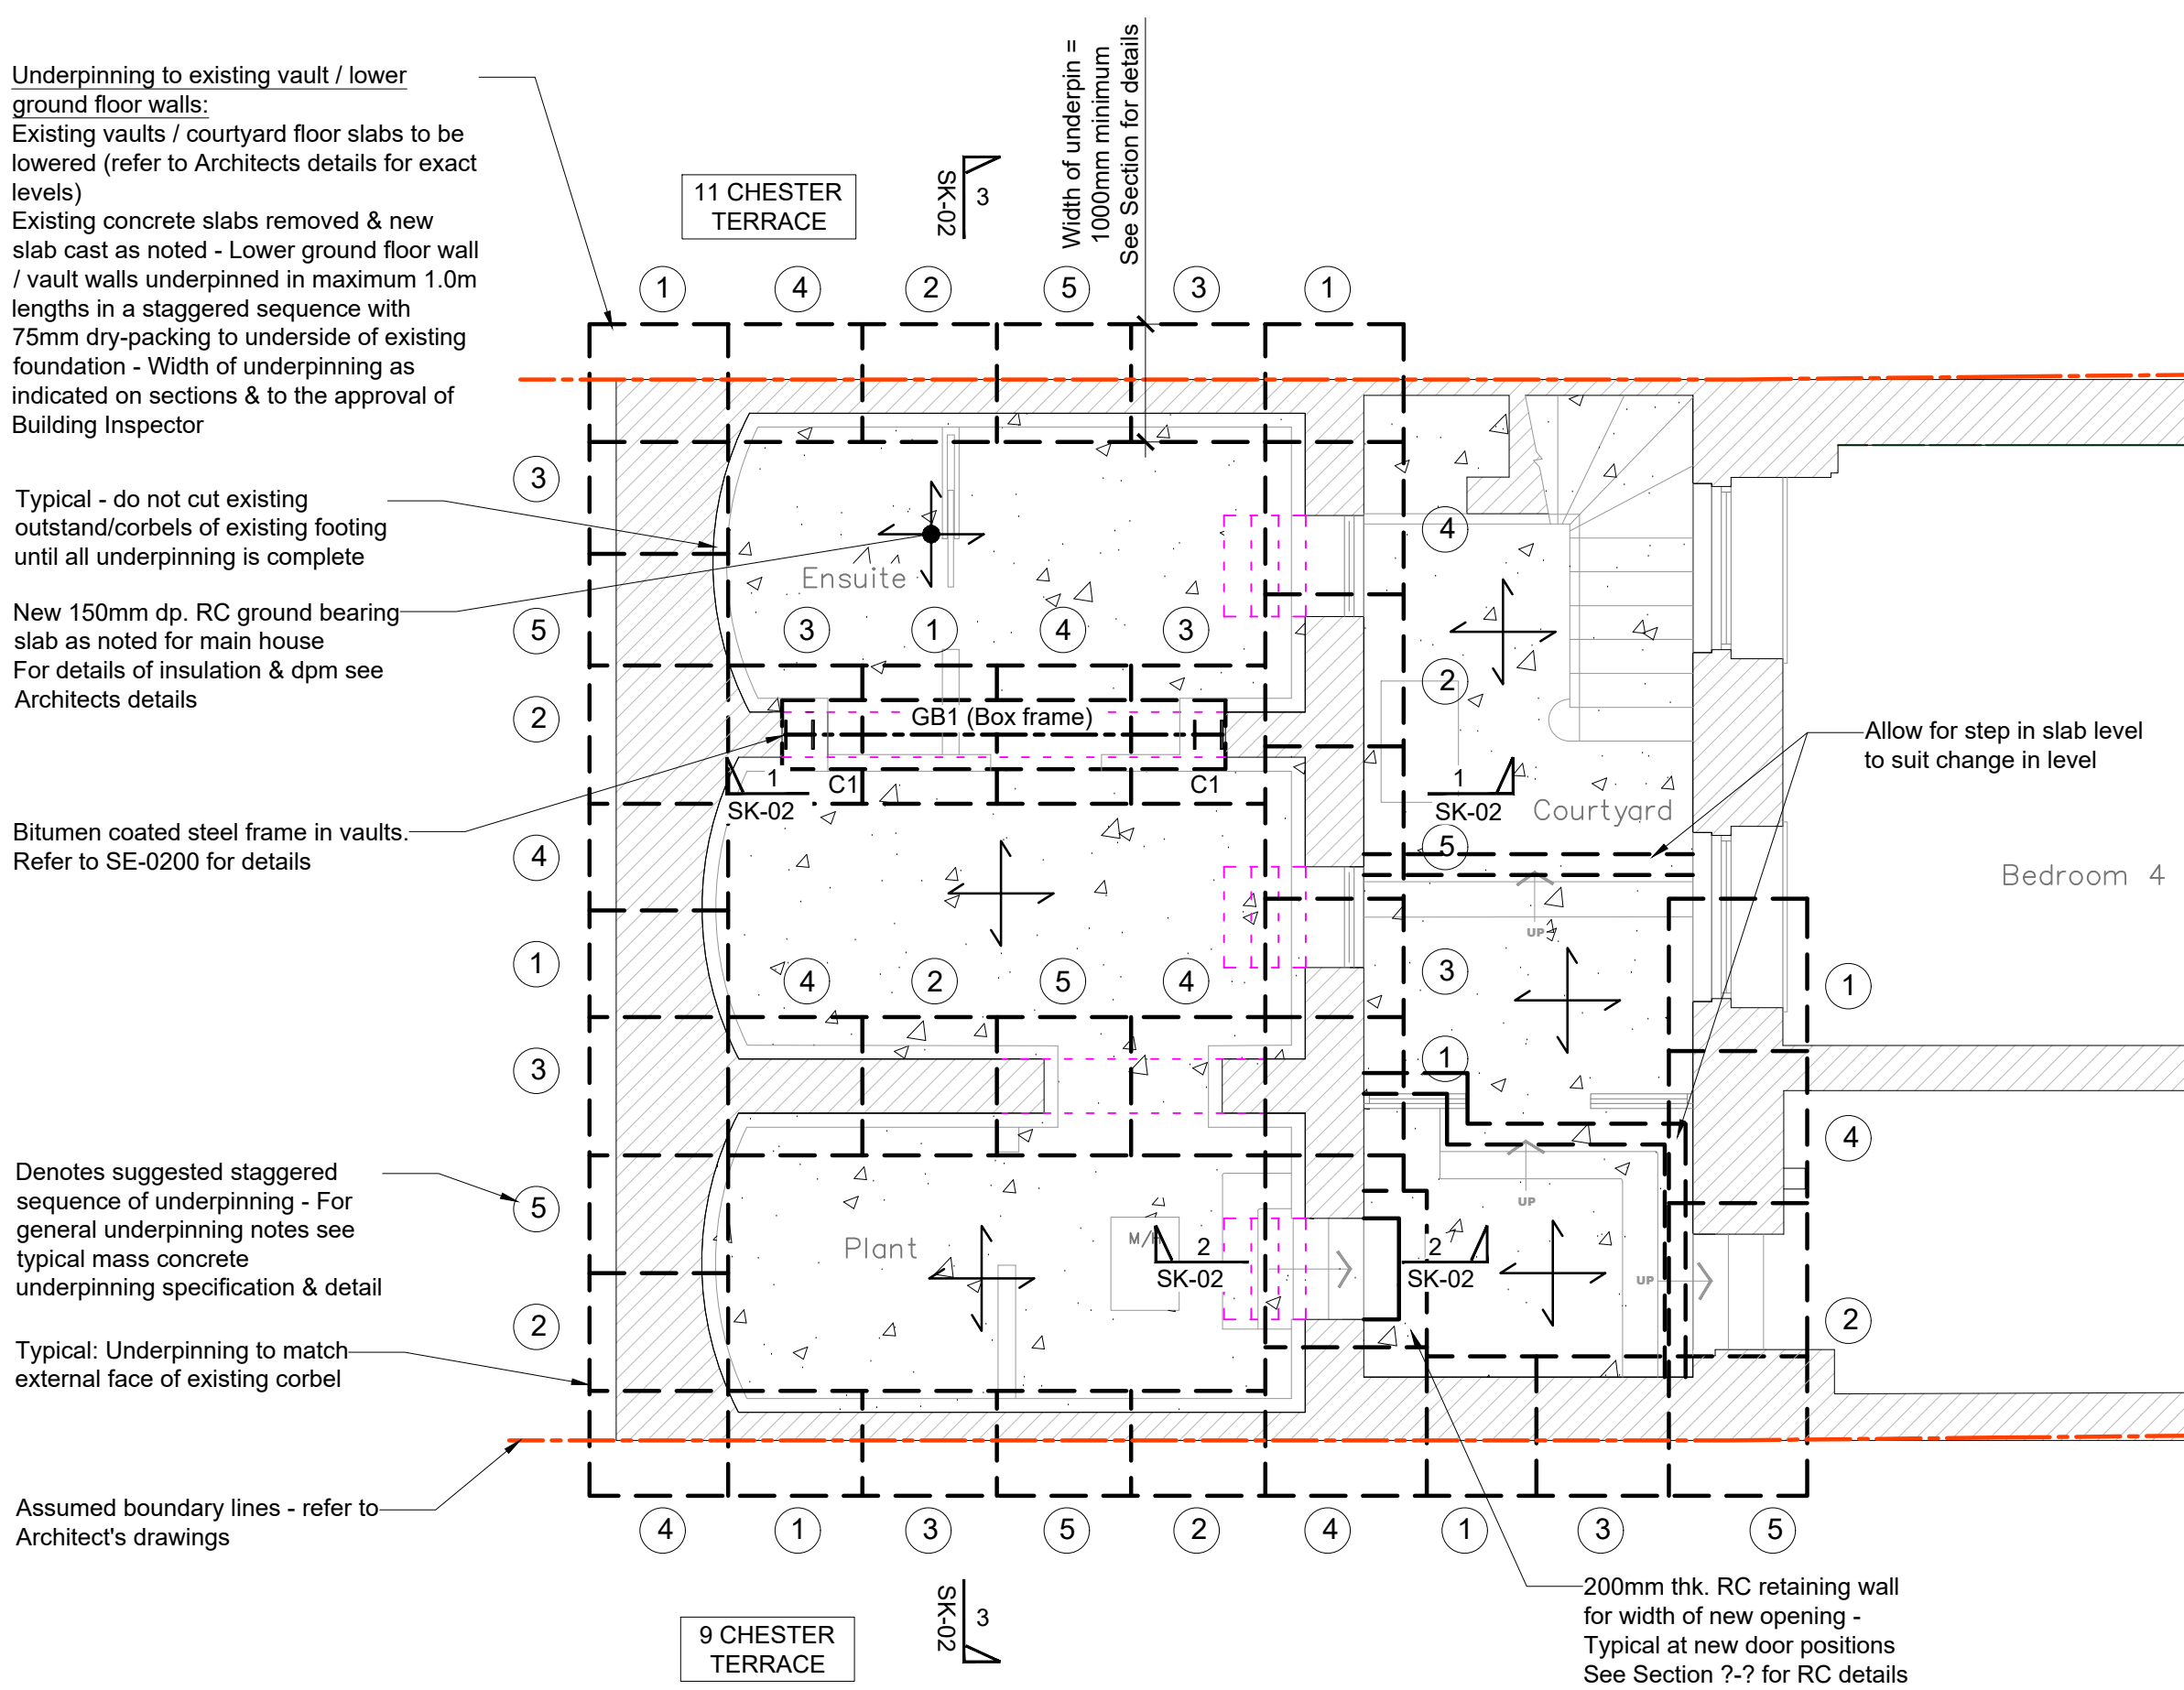 Underpinning to existing vault / lower
ground floor walls:
Existing vaults / courtyard floor slabs to be
lowered (refer to Architects details for exact
levels)
Existing concrete slabs removed & new
slab cast as noted - Lower ground floor wall
/ vault walls underpinned in maximum 1.0m
lengths in a staggered sequence with
75mm dry-packing to underside of existing
foundation - Width of underpinning as
indicated on sections & to the approval of
Building Inspector
11 CHESTER
TERRACE
SK-02
3
Width of underpin =
1000mm minimum
See Section for details
1
4
2
5
3
1
Typical - do not cut existing
outstand/corbels of existing footing
until all underpinning is complete
3
4
New 150mm dp. RC ground bearing
slab as noted for main house
For details of insulation & dpm see
Architects details
Ensuite
5
3
1
4
3
2
2
GB1 (Box frame)
Allow for step in slab level
to suit change in level
1
SK-02
C1
C1
1
SK-02
Courtyard
Bitumen coated steel frame in vaults.
Refer to SE-0200 for details
4
5
Bedroom 4
UP
1
4
2
5
4
3
1
3
1
4
Denotes suggested staggered
sequence of underpinning - For
general underpinning notes see
typical mass concrete
underpinning specification & detail
5
UP
Plant
M/H
2
SK-02
2
SK-02
UP
2
2
Typical: Underpinning to match
external face of existing corbel
Assumed boundary lines - refer to
Architect's drawings
4
1
3
5
2
4
1
3
5
SK-02
3
9 CHESTER
TERRACE
200mm thk. RC retaining wall
for width of new opening -
Typical at new door positions
See Section ?-? for RC details